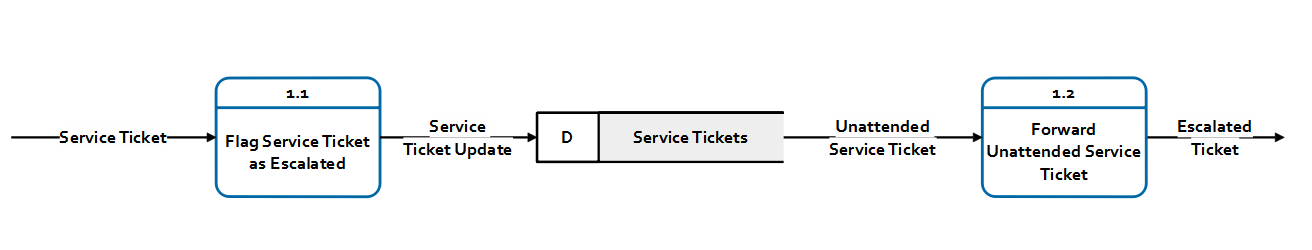 Service Ticket
1.1
Flag Service Ticket
as Escalated
Service
Ticket Update
D
Service Tickets
Unattended
Service Ticket
1.2
Forward
Unattended Service
Ticket
Escalated
Ticket